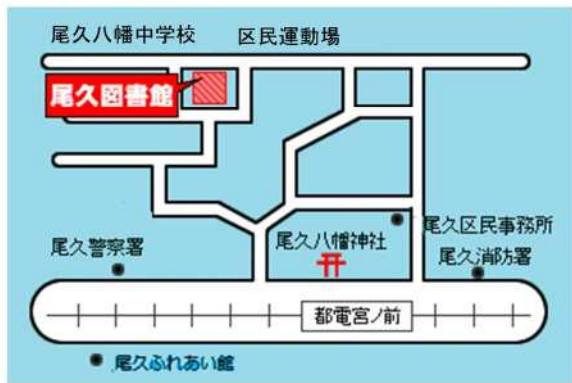 尾久八幡中学校
区民運動場
尾久図書館
尾久区民事務所
尾久八幡神社
尾久警察署
尾久消防署
都電宮ノ前
尾久ふれあい館